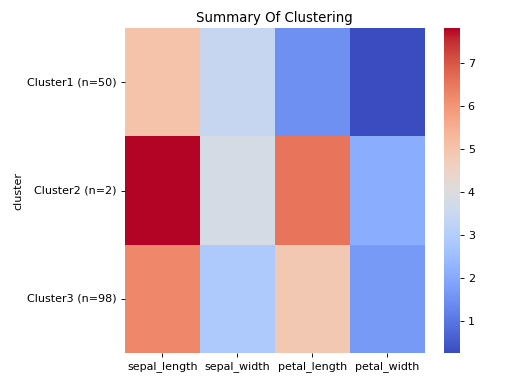 Summary Of Clustering
cluster
Cluster1 (n=50)
Cluster2 (n=2)
Cluster3 (n=98)
sepal_length sepal_width petal_length petal_width
7
6
5
4
3
2
1